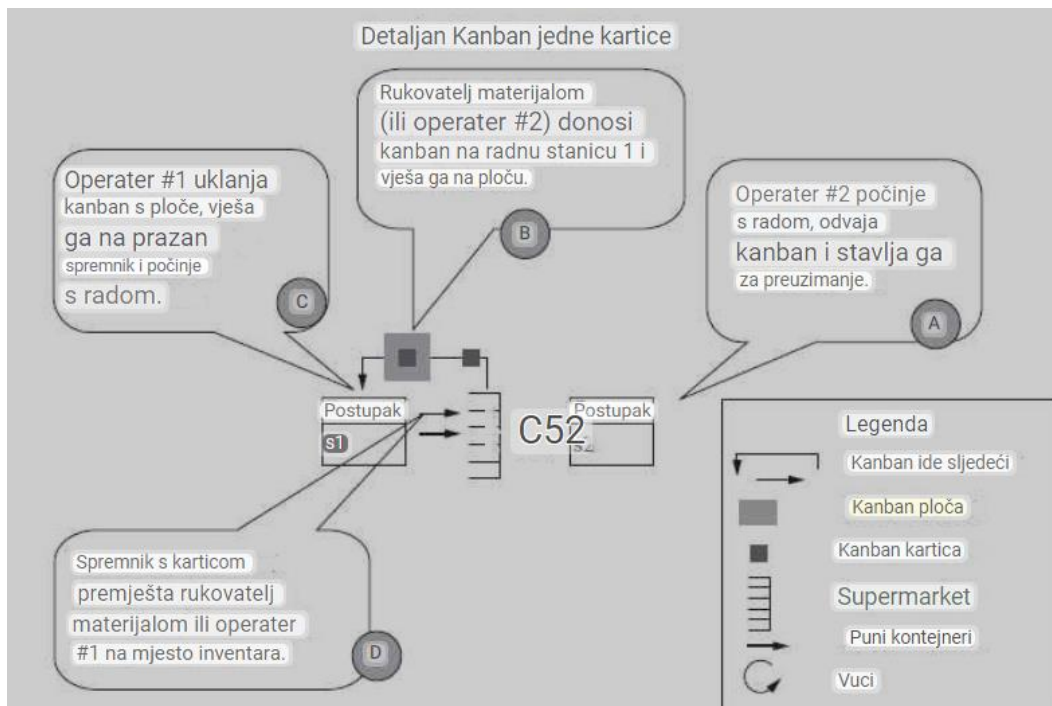 Detaljan Kanban jedne kartice
Rukovatelj materijalom
(ili operater #2) donosi
kanban na radnu stanicu 1 i
vješa ga na ploču.
B
Operater #1 uklanja
kanban s ploče, vješa
ga na prazan
spremnik i počinje
s radom.
C
Operater #2 počinje
s radom, odvaja
kanban i stavlja ga
za preuzimanje.
A
Postupak
s1
C52
Postupak
s2
Spremnik s karticom
premješta rukovatelj
materijalom ili operater
#1 na mjesto inventara.
D
Legenda
Kanban ide sljedeći
Kanban ploča
Kanban kartica
Supermarket
Puni kontejneri
Vuci